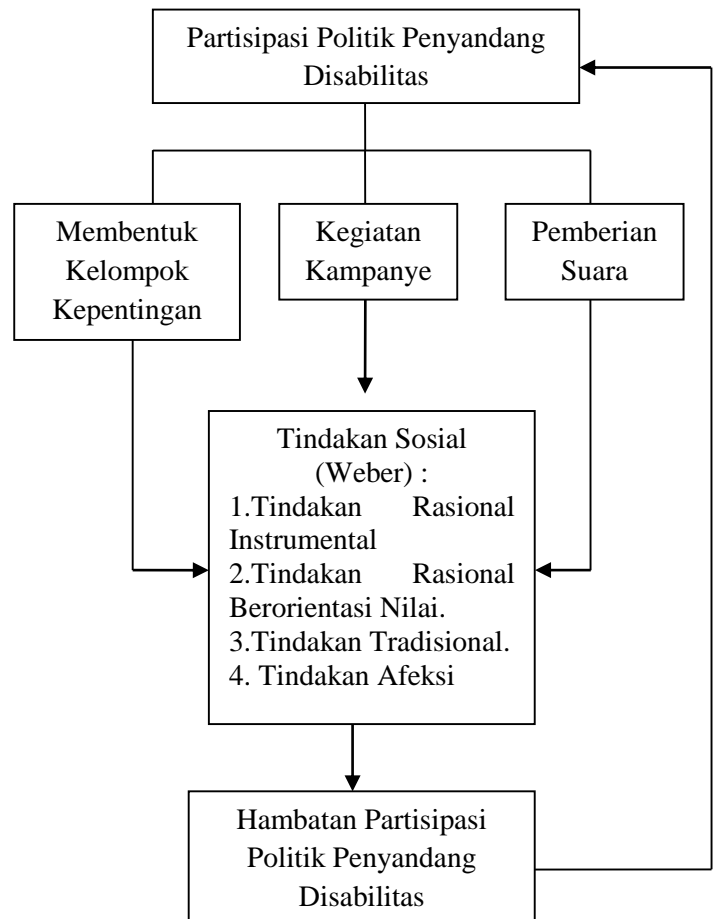 Partisipasi Politik Penyandang
Disabilitas
Membentuk
Kelompok
Kepentingan
Kegiatan
Kampanye
Pemberian
Suara
Tindakan Sosial
(Weber) :
1.Tindakan Rasional
Instrumental
2.Tindakan Rasional
Berorientasi Nilai.
3.Tindakan Tradisional.
4. Tindakan Afeksi
Hambatan Partisipasi
Politik Penyandang
Disabilitas